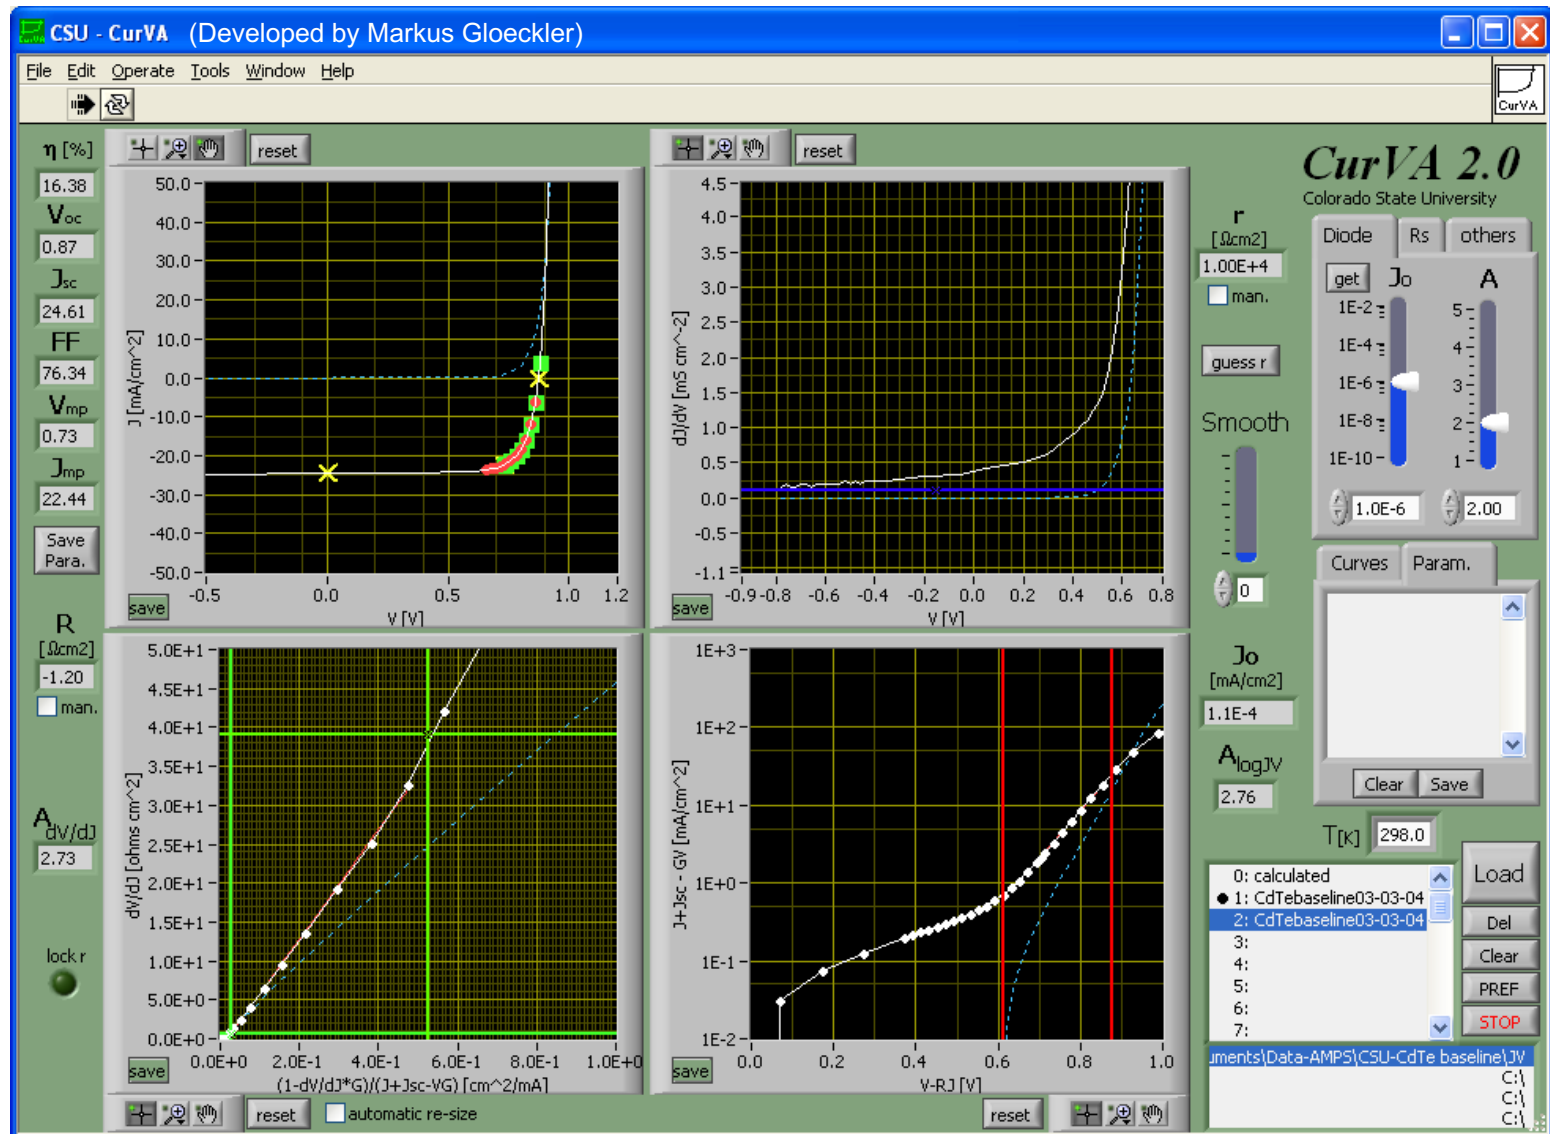 CSU - CurVA (Developed by Markus Gloeckler)
File Edit Operate Tools Window Help
CurVA
η [%]
16.38
Voc
0.87
Jsc
24.61
FF
76.34
Vmp
0.73
Jmp
22.44
Save
Para.
R
[Ωcm2]
-1.20
man.
A dV/dJ
2.73
lock r
reset
50.0
40.0
30.0
20.0
10.0
0.0
-10.0
-20.0
-30.0
-40.0
-50.0
J [mA/cm^2]
-0.5 0.0 0.5 1.0 1.2
V [V]
save
reset
4.5
4.0
3.5
3.0
2.5
2.0
1.5
1.0
0.5
0.0
-0.5
-1.1
dJ/dV [mS cm^-2]
-0.9 -0.8 -0.6 -0.4 -0.2 0.0 0.2 0.4 0.6 0.8
V [V]
save
5.0E+1
4.5E+1
4.0E+1
3.5E+1
3.0E+1
2.5E+1
2.0E+1
1.5E+1
1.0E+1
5.0E+0
0.0E+0
dV/dJ [ohms cm^2]
0.0E+0 2.0E-1 4.0E-1 6.0E-1 8.0E-1 1.0E+0
(1-dV/dJ*G)/(J+Jsc-VG) [cm^2/mA]
save
reset
automatic re-size
1E+3
1E+2
1E+1
1E+0
1E-1
1E-2
J+Jsc - GV [mA/cm^2]
0.0 0.2 0.4 0.6 0.8 1.0
V-RJ [V]
save
reset
r
[Ωcm2]
1.00E+4
man.
guess r
Smooth
0
Jo
[mA/cm2]
1.1E-4
AlogJV
2.76
CurVA 2.0
Colorado State University
Diode Rs others
get Jo A
1E-2
1E-4
1E-6
1E-8
1E-10
5
4
3
2
1
1.0E-6 2.00
Curves Param.
Clear Save
T[K] 298.0
0: calculated
1: CdTebaseline03-03-04
2: CdTebaseline03-03-04
3:
4:
5:
6:
7:
Load
Del
Clear
PREF
STOP
uments\Data-AMPS\CSU-CdTe baseline\JV
C:\
C:\
C:\